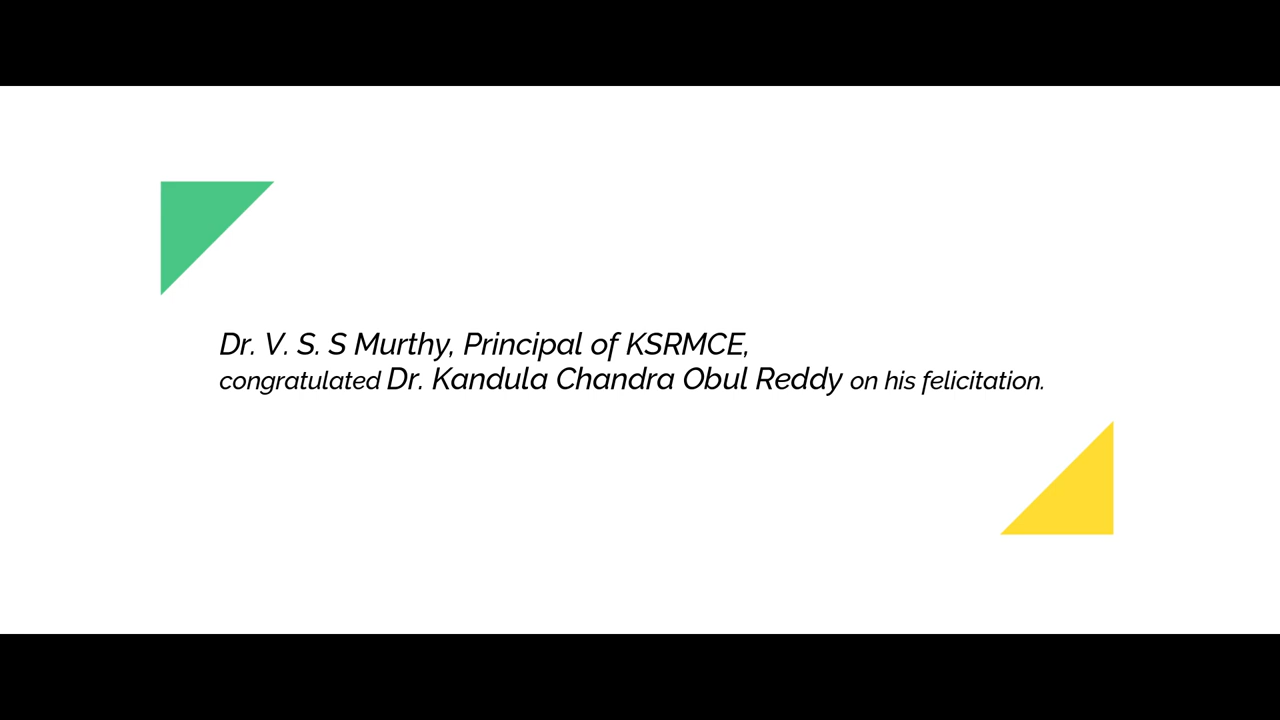 Dr. V. S. S Murthy, Principal of KSRMCE,
congratulated Dr. Kandula Chandra Obul Reddy on his felicitation.